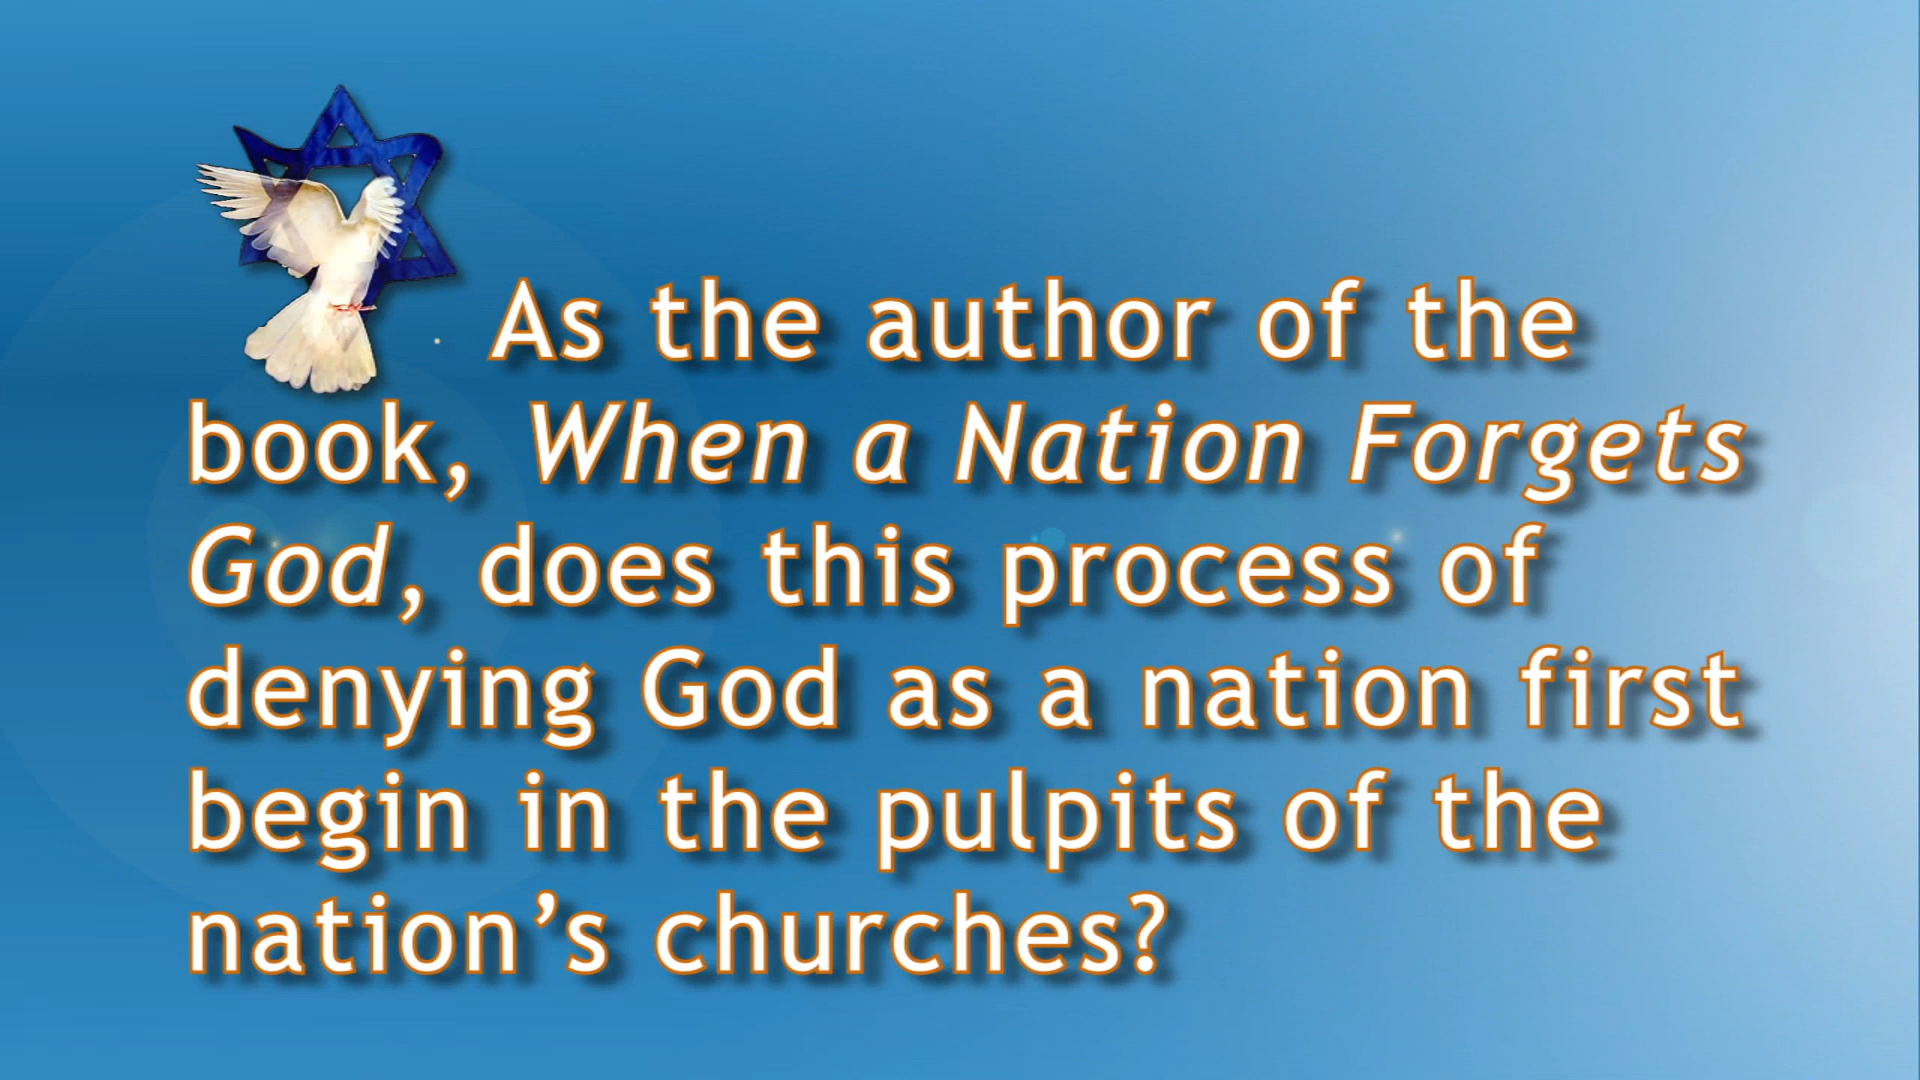 As the author of the
book, When a Nation Forgets
God, does this process of
denying God as a nation first
begin in the pulpits of the
nation’s churches?